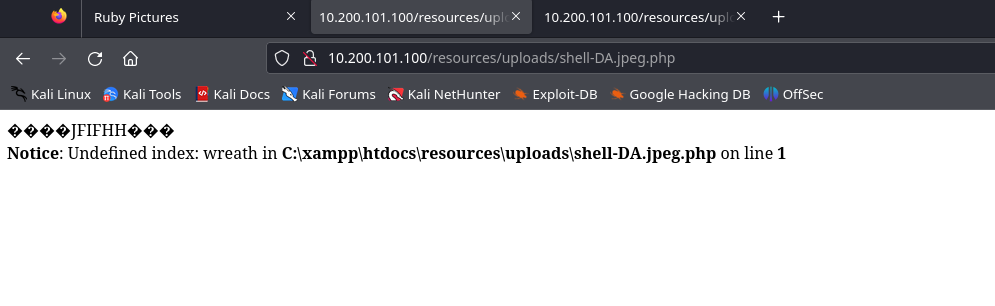 Ruby Pictures
10.200.101.100/resources/upl
10.200.101.100/resources/upl
10.200.101.100/resources/uploads/shell-DA.jpeg.php
Kali Linux Kali Tools Kali Docs Kali Forums Kali NetHunter Exploit-DB Google Hacking DB OffSec
����JFIFHH���
Notice: Undefined index: wreath in C:\xampp\htdocs\resources\uploads\shell-DA.jpeg.php on line 1